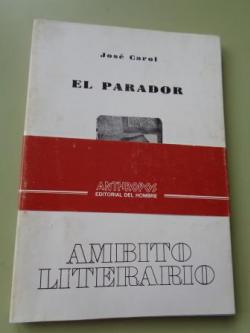 José Carol
EL PARADOR
ANTHROPOS
EDITORIAL DEL HOMBRE
AMBITO
LITERARIO